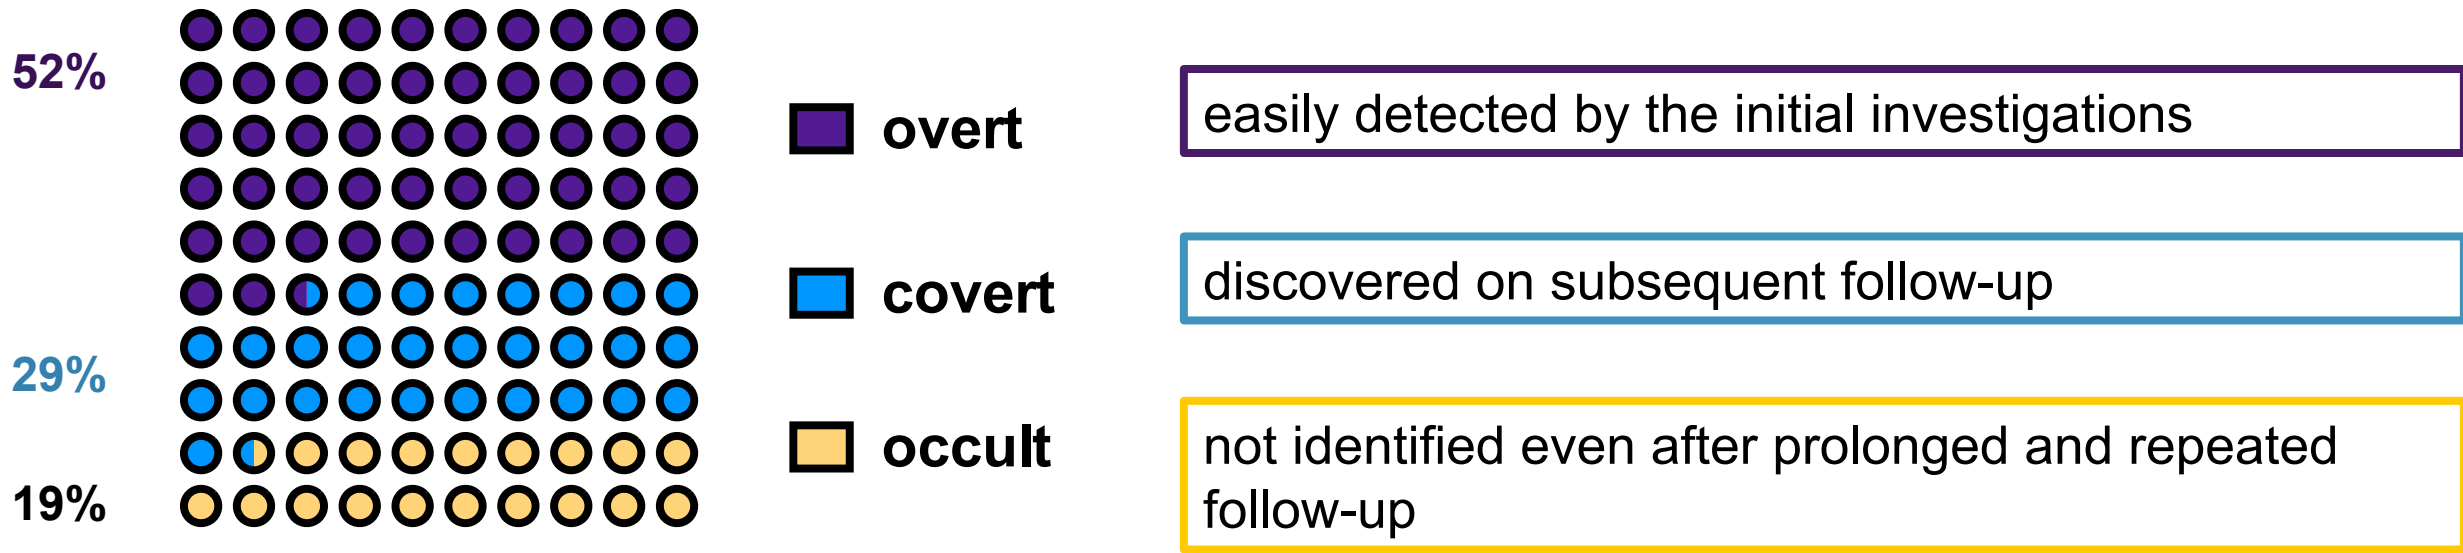 52%
overt
easily detected by the initial investigations
covert
discovered on subsequent follow-up
29%
occult
not identified even after prolonged and repeated
follow-up
19%